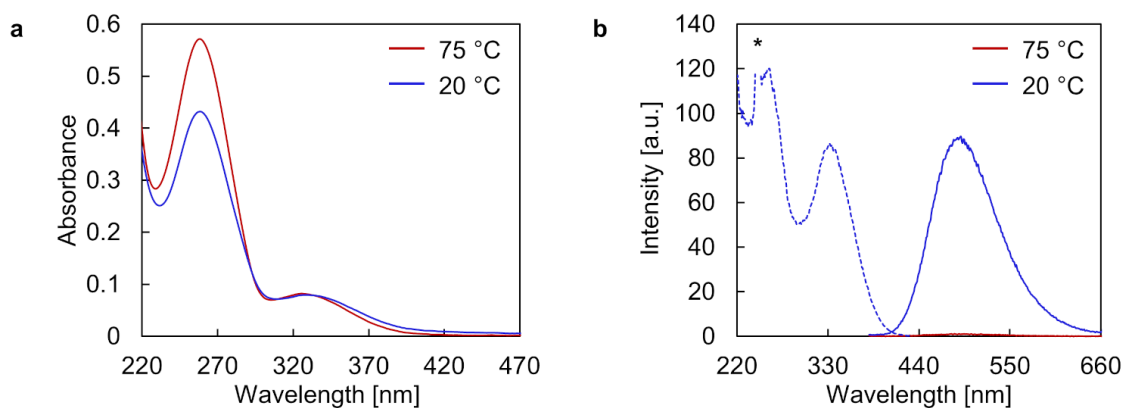 a
0.6
0.5
0.4
0.3
0.2
0.1
0
Absorbance
75 °C
20 °C
220 270 320 370 420 470
Wavelength [nm]
b
140
120
100
80
60
40
20
0
Intensity [a.u.]
*
75 °C
20 °C
220 330 440 550 660
Wavelength [nm]